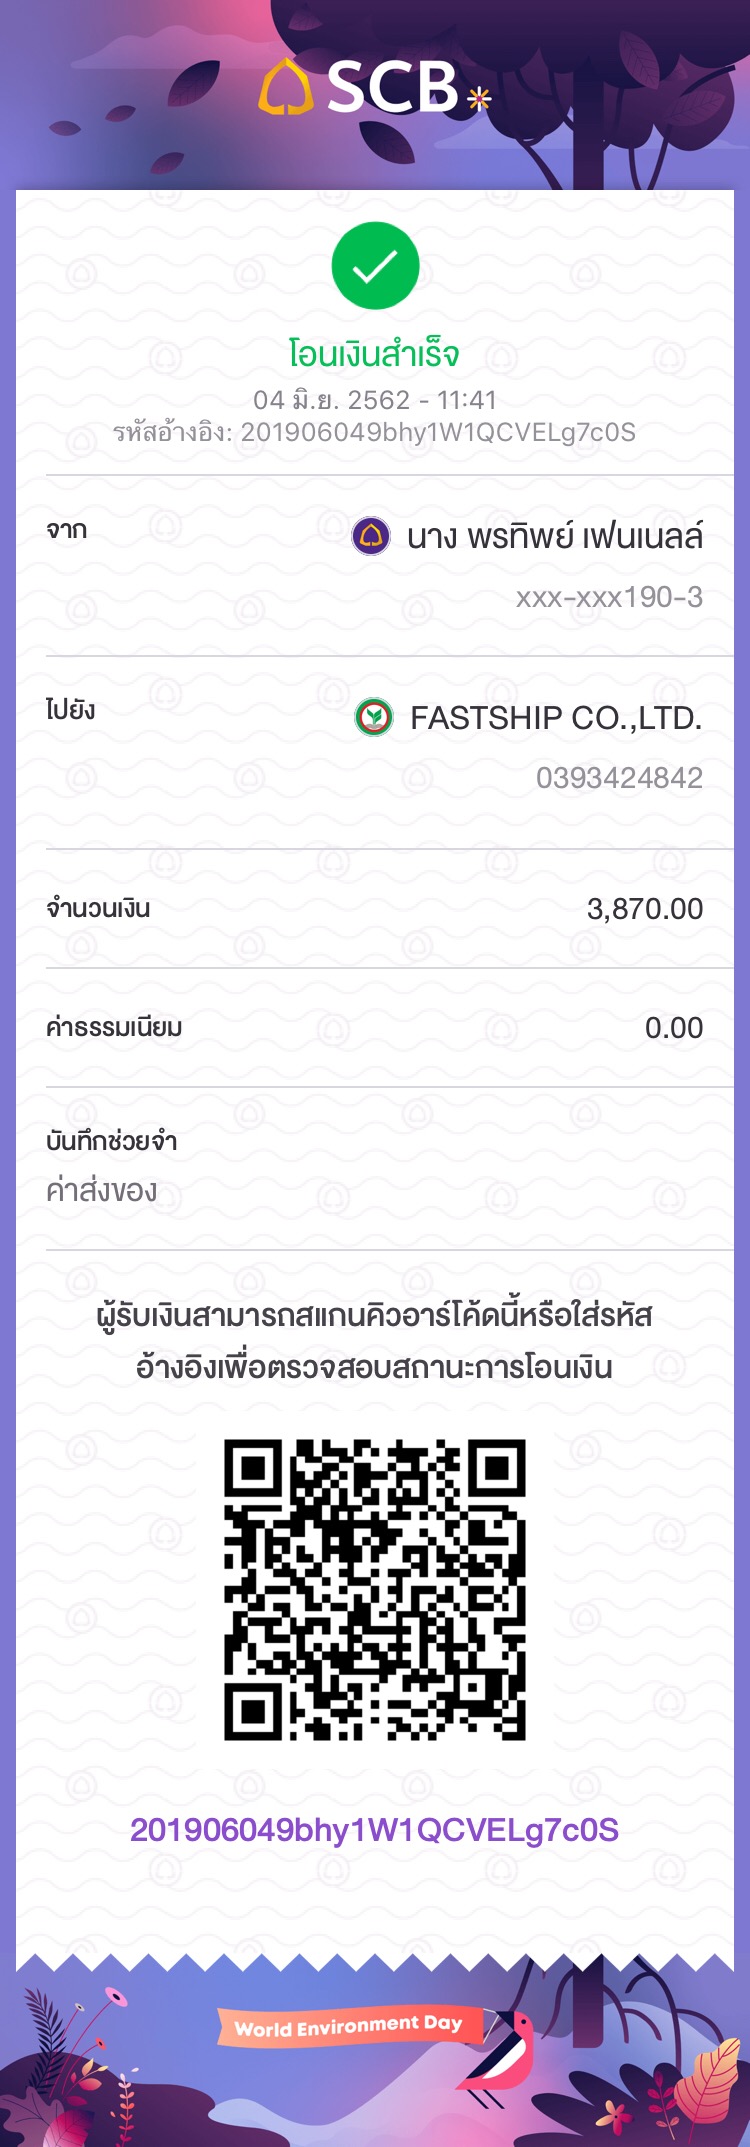 SCB
โอนเงินสำเร็จ
04 มิ.ย. 2562 - 11:41
รหัสอ้างอิง: 201906049bhy1W1QCVELg7c0S
จาก
นาง พรทิพย์ เฟนเนลล์
xxx-xxx190-3
ไปยัง
FASTSHIP CO.,LTD.
0393424842
จำนวนเงิน 3,870.00
ค่าธรรมเนียม 0.00
บันทึกช่วยจำ
ค่าส่งของ
ผู้รับเงินสามารถสแกนคิวอาร์โค้ดนี้หรือใส่รหัส
อ้างอิงเพื่อตรวจสอบสถานะการโอนเงิน
201906049bhy1W1QCVELg7c0S
World Environment Day